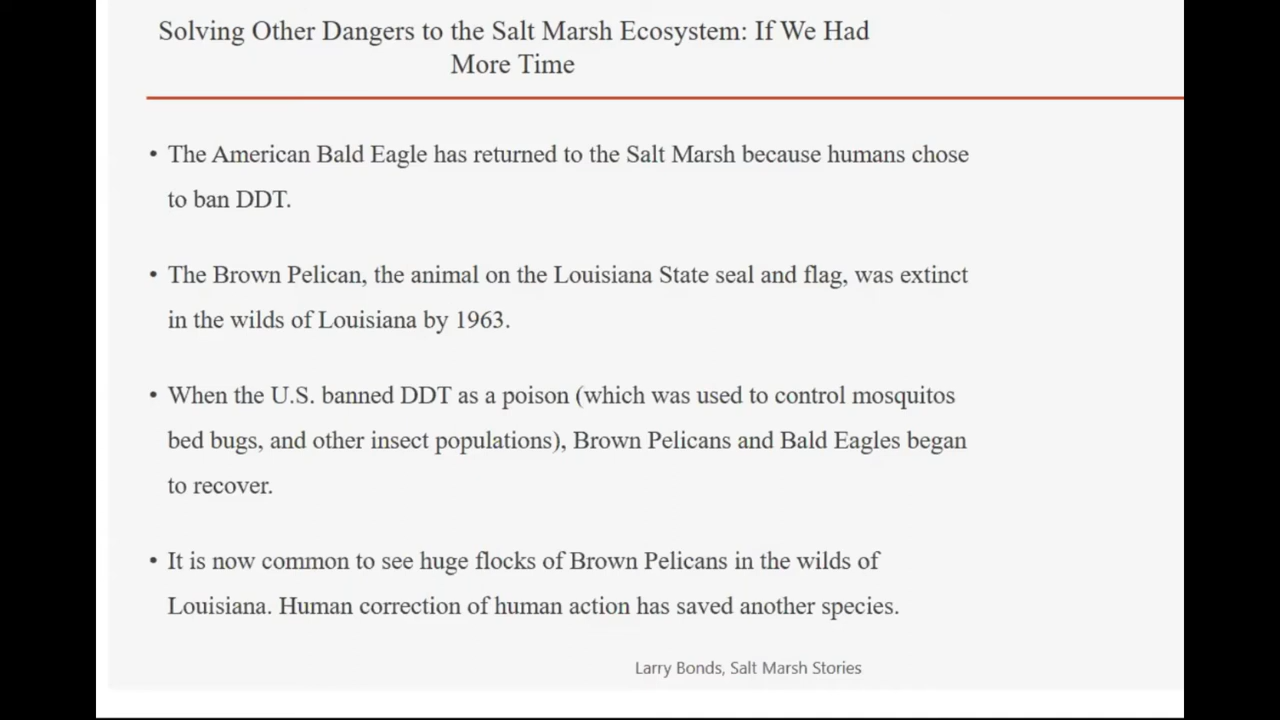 Solving Other Dangers to the Salt Marsh Ecosystem: If We Had
More Time
• The American Bald Eagle has returned to the Salt Marsh because humans chose
to ban DDT.
• The Brown Pelican, the animal on the Louisiana State seal and flag, was extinct
in the wilds of Louisiana by 1963.
• When the U.S. banned DDT as a poison (which was used to control mosquitos
bed bugs, and other insect populations), Brown Pelicans and Bald Eagles began
to recover.
• It is now common to see huge flocks of Brown Pelicans in the wilds of
Louisiana. Human correction of human action has saved another species.
Larry Bonds, Salt Marsh Stories